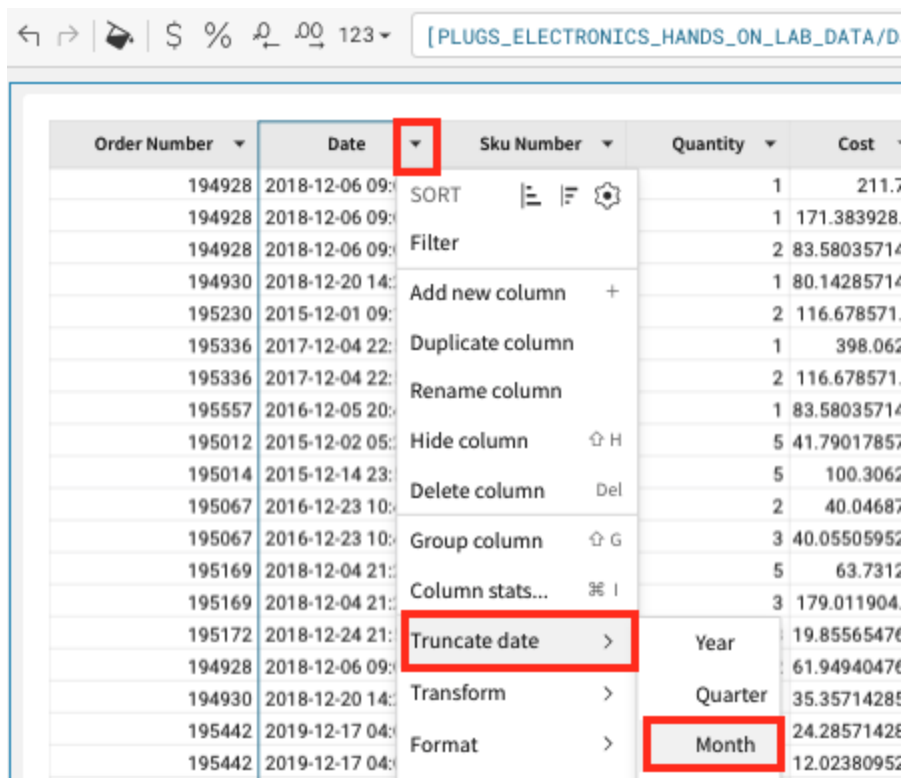 $ % .0 .00 123
[PLUGS_ELECTRONICS_HANDS_ON_LAB_DATA/D
Order Number Date Sku Number Quantity Cost
194928 2018-12-06 09: 1 211.7
194928 2018-12-06 09: 1 171.383928.
194928 2018-12-06 09: 2 83.58035714
194930 2018-12-20 14: 1 80.14285714
195230 2015-12-01 09: 2 116.678571.
195336 2017-12-04 22: 1 398.062
195336 2017-12-04 22: 2 116.678571.
195557 2016-12-05 20: 1 83.58035714
195012 2015-12-02 05: 5 41.79017857
195014 2015-12-14 23: 5 100.3062
195067 2016-12-23 10: 2 40.04687
195067 2016-12-23 10: 3 40.05505952
195169 2018-12-04 21: 5 63.7312
195169 2018-12-04 21: 3 179.011904.
195172 2018-12-24 21: 19.85565476
194928 2018-12-06 09: 61.94940476
194930 2018-12-20 14: 35.35714285
195442 2019-12-17 04: 24.28571428
195442 2019-12-17 04: 12.02380952
SORT
Filter
Add new column +
Duplicate column
Rename column
Hide column ⇧ H
Delete column Del
Group column ⇧ G
Column stats... ⌘ I
Truncate date >
Transform >
Format >
Year
Quarter
Month